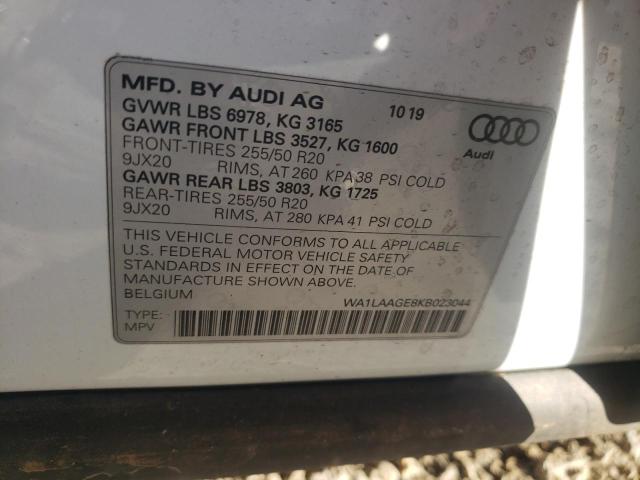 MFD. BY AUDI AG 10 19
GVWR LBS 6978, KG 3165
GAWR FRONT LBS 3527, KG 1600
FRONT-TIRES 255/50 R20
9JX20 RIMS, AT 260 KPA 38 PSI COLD
GAWR REAR LBS 3803, KG 1725
REAR-TIRES 255/50 R20
9JX20 RIMS, AT 280 KPA 41 PSI COLD
Audi
THIS VEHICLE CONFORMS TO ALL APPLICABLE
U.S. FEDERAL MOTOR VEHICLE SAFETY
STANDARDS IN EFFECT ON THE DATE OF
MANUFACTURE SHOWN ABOVE.
BELGIUM
WA1LAAGE8KB023044
TYPE:
MPV